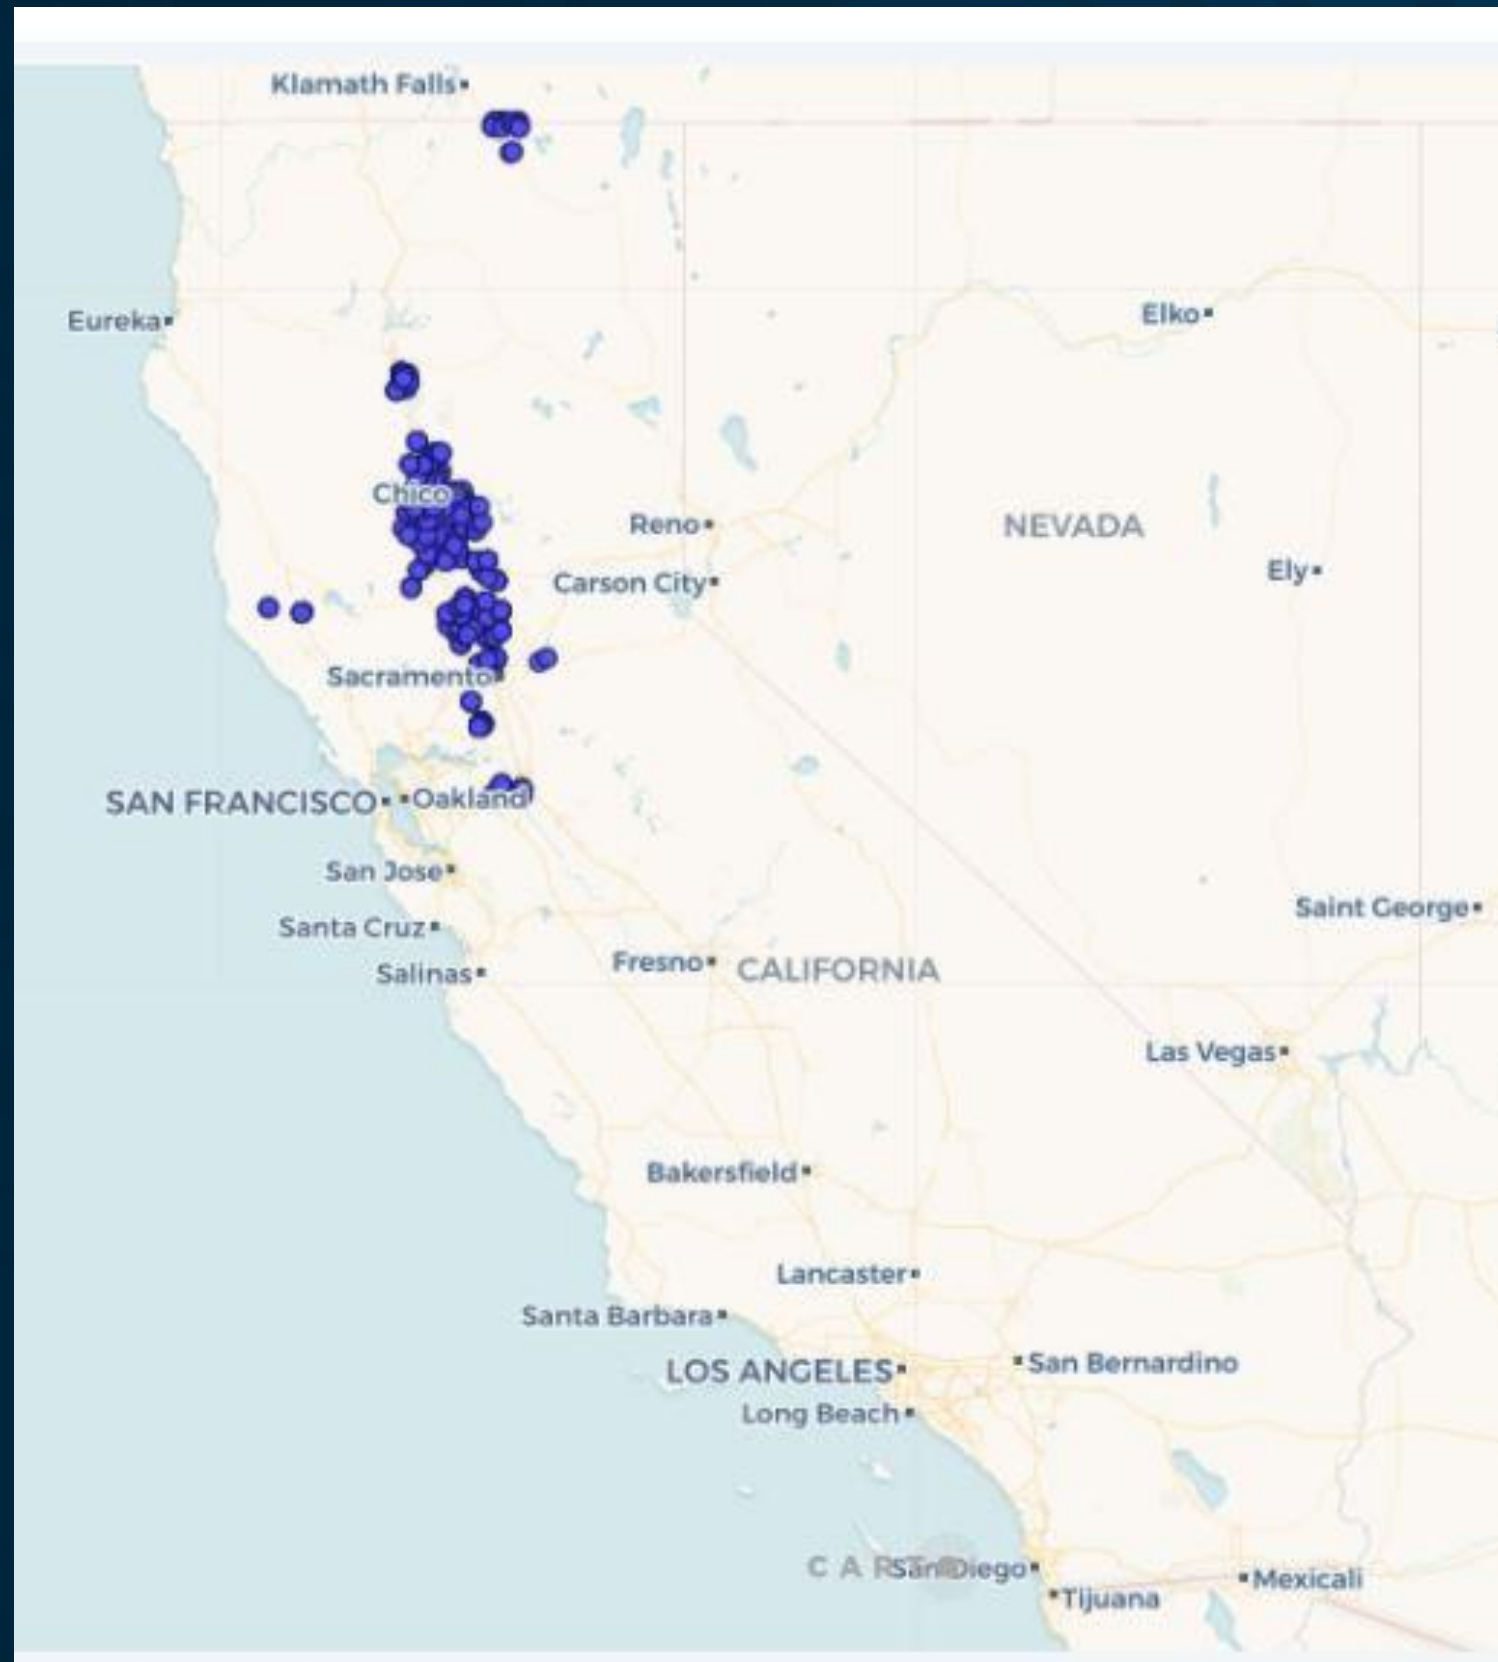 Klamath Falls
Eureka
Elko
Chico
Reno
NEVADA
Carson City
Ely
Sacramento
SAN FRANCISCO
Oakland
San Jose
Saint George
Santa Cruz
Fresno
CALIFORNIA
Salinas
Las Vegas
Bakersfield
Lancaster
Santa Barbara
San Bernardino
LOS ANGELES
Long Beach
San Diego
Mexicali
Tijuana